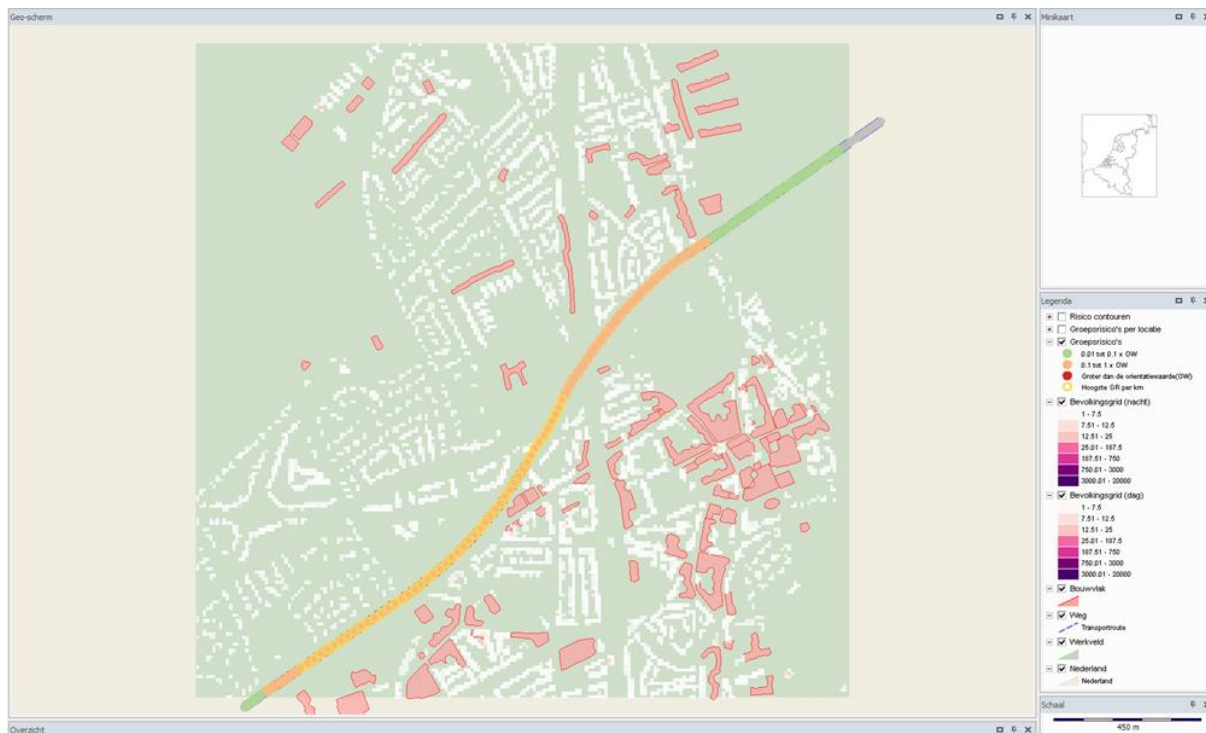 Geo-scherm
Minikaart
Legenda
Risico contouren
Groepsrisico's per locatie
Groepsrisico's
0.01 tot 0.1 x OW
0.1 tot 1 x OW
Groter dan de orientatiewaarde(OW)
Hoogste GR per km
Bevolkingsgrid (nacht)
1 - 7.5
7.51 - 12.5
12.51 - 25
25.01 - 187.5
187.51 - 750
750.01 - 3000
3000.01 - 20000
Bevolkingsgrid (dag)
1 - 7.5
7.51 - 12.5
12.51 - 25
25.01 - 187.5
187.51 - 750
750.01 - 3000
3000.01 - 20000
Bouwvlak
Weg
Transportroute
Werkveld
Nederland
Nederland
Schaal
450 m
Overzicht